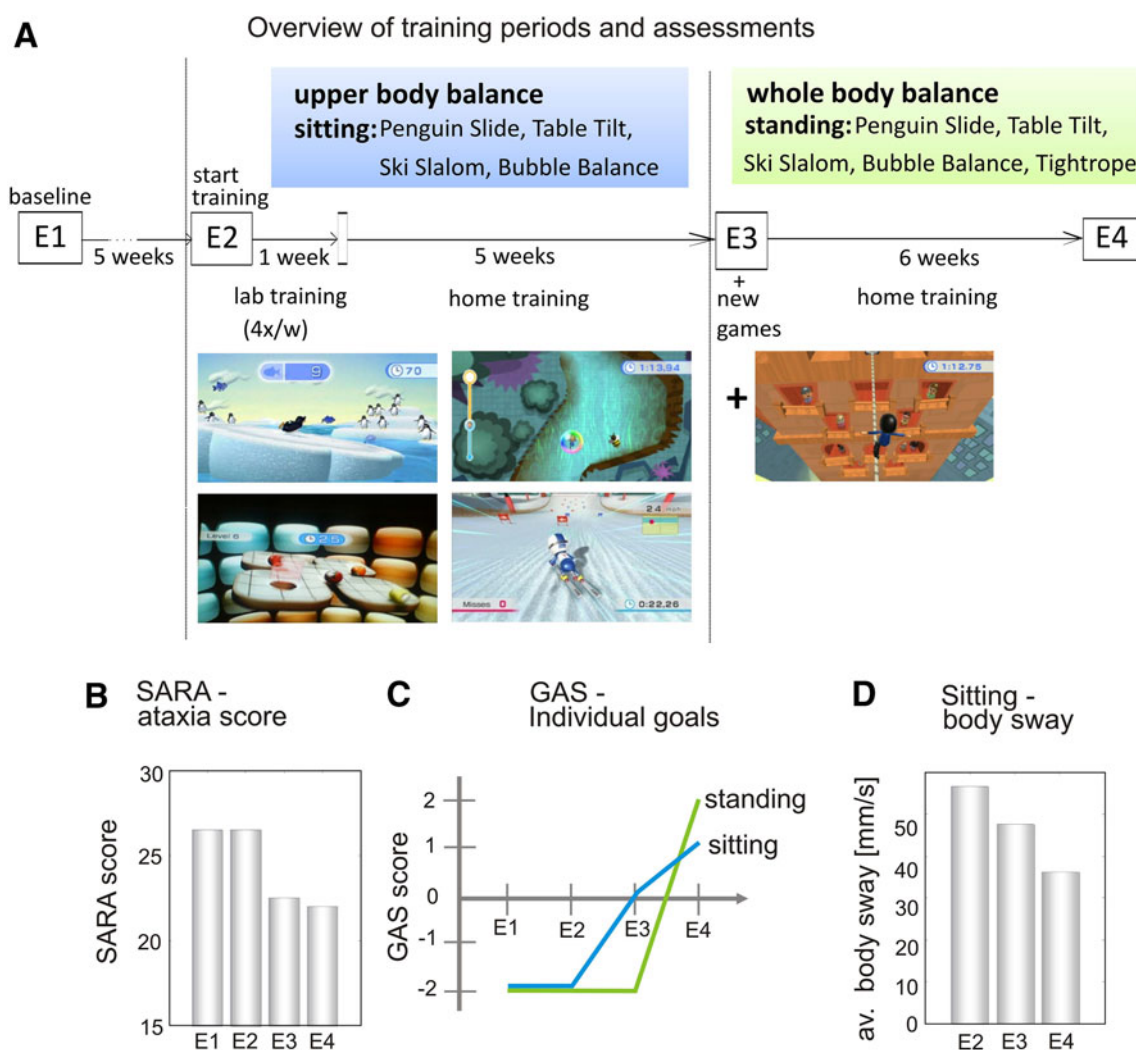 A
Overview of training periods and assessments
upper body balance
sitting: Penguin Slide, Table Tilt,
Ski Slalom, Bubble Balance
whole body balance
standing: Penguin Slide, Table Tilt,
Ski Slalom, Bubble Balance, Tightrope
baseline
start
training
E1
E2
E3
E4
5 weeks
1 week
5 weeks
6 weeks
lab training
(4x/w)
home training
+
new
games
home training
9
70
1:13.94
+
1:12.75
Level 6
25
24
Misses 0
0:22.26
B
SARA -
ataxia score
30
25
20
15
SARA score
E1 E2 E3 E4
C
GAS -
Individual goals
2
1
0
-1
-2
GAS score
E1 E2 E3 E4
standing
sitting
D
Sitting -
body sway
50
40
30
20
10
0
av. body sway [mm/s]
E2 E3 E4